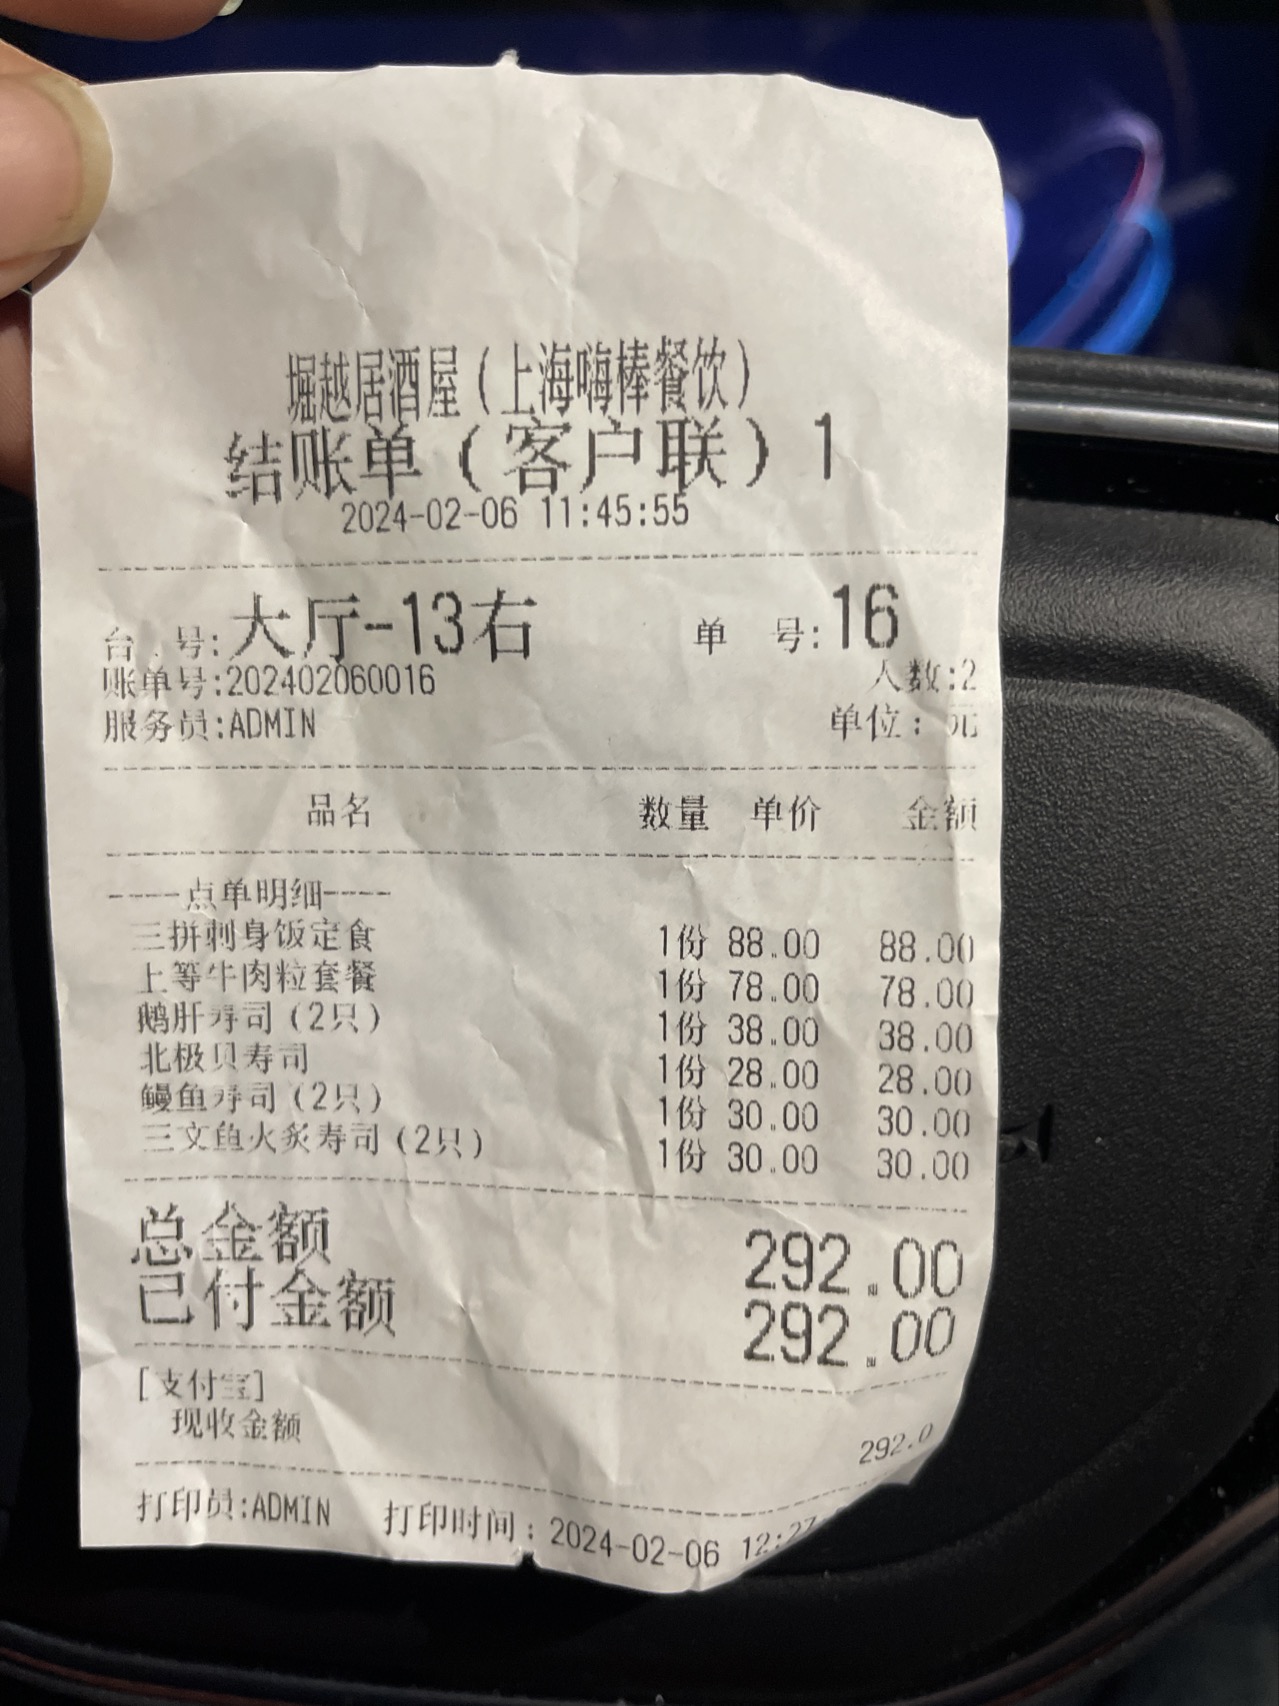 堀越居酒屋(上海嗨棒餐饮)
结账单(客户联)1
2024-02-06 11:45:55
台 号:大厅-13右 单 号:16
账单号:202402060016 人数:2
服务员:ADMIN 单位: 元
品名 数量 单价 金额
----点单明细----
三拼刺身饭定食 1份 88.00 88.00
上等牛肉粒套餐 1份 78.00 78.00
鹅肝寿司(2只) 1份 38.00 38.00
北极贝寿司 1份 28.00 28.00
鳗鱼寿司(2只) 1份 30.00 30.00
三文鱼火炙寿司(2只) 1份 30.00 30.00
总金额 292.00
已付金额 292.00
[支付宝]
现收金额 292.0
打印员:ADMIN 打印时间:2024-02-06 12:27